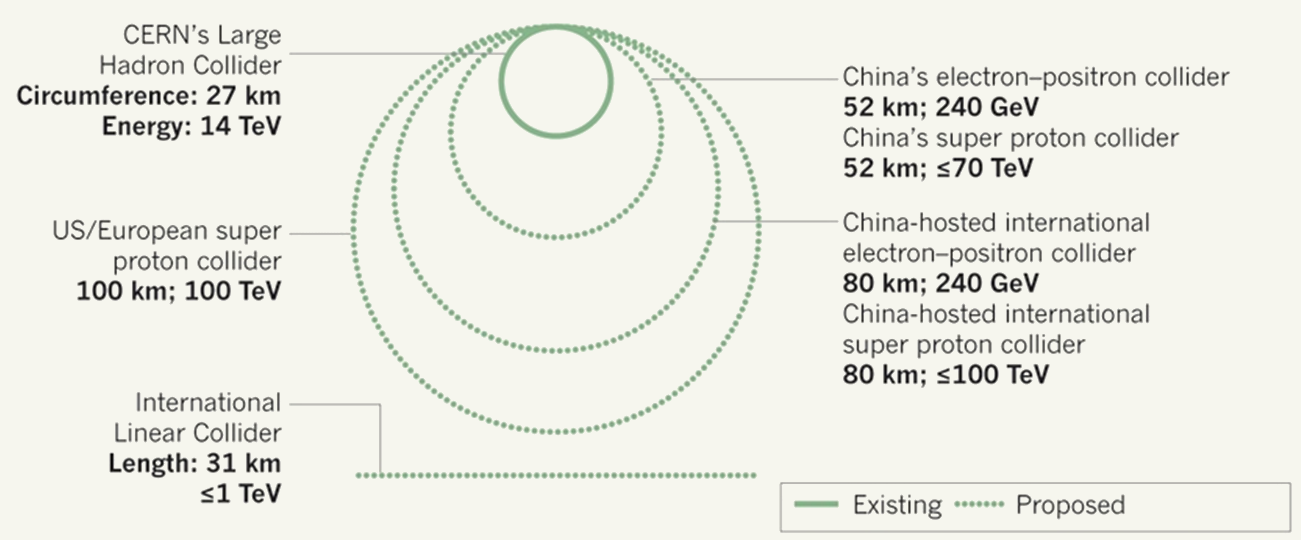 CERN’s Large
Hadron Collider
Circumference: 27 km
Energy: 14 TeV
US/European super
proton collider
100 km; 100 TeV
International
Linear Collider
Length: 31 km
≤1 TeV
China’s electron–positron collider
52 km; 240 GeV
China’s super proton collider
52 km; ≤70 TeV
China-hosted international
electron–positron collider
80 km; 240 GeV
China-hosted international
super proton collider
80 km; ≤100 TeV
Existing
Proposed